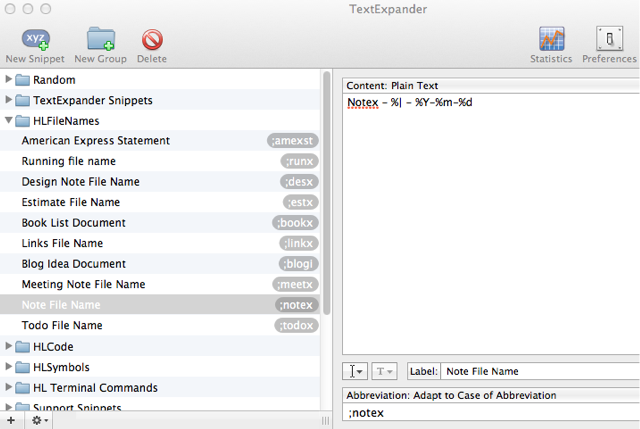 TextExpander
xyz
New Snippet
New Group
Delete
Statistics
Preferences
Random
TextExpander Snippets
HLFileNames
American Express Statement ;amexst
Running file name ;runx
Design Note File Name ;desx
Estimate File Name ;estx
Book List Document ;bookx
Links File Name ;linkx
Blog Idea Document ;blogi
Meeting Note File Name ;meetx
Note File Name ;notex
Todo File Name ;todox
HLCode
HLSymbols
HL Terminal Commands
Support Snippets
Content: Plain Text
Notex - %| - %Y-%m-%d
T
Label: Note File Name
Abbreviation: Adapt to Case of Abbreviation
;notex